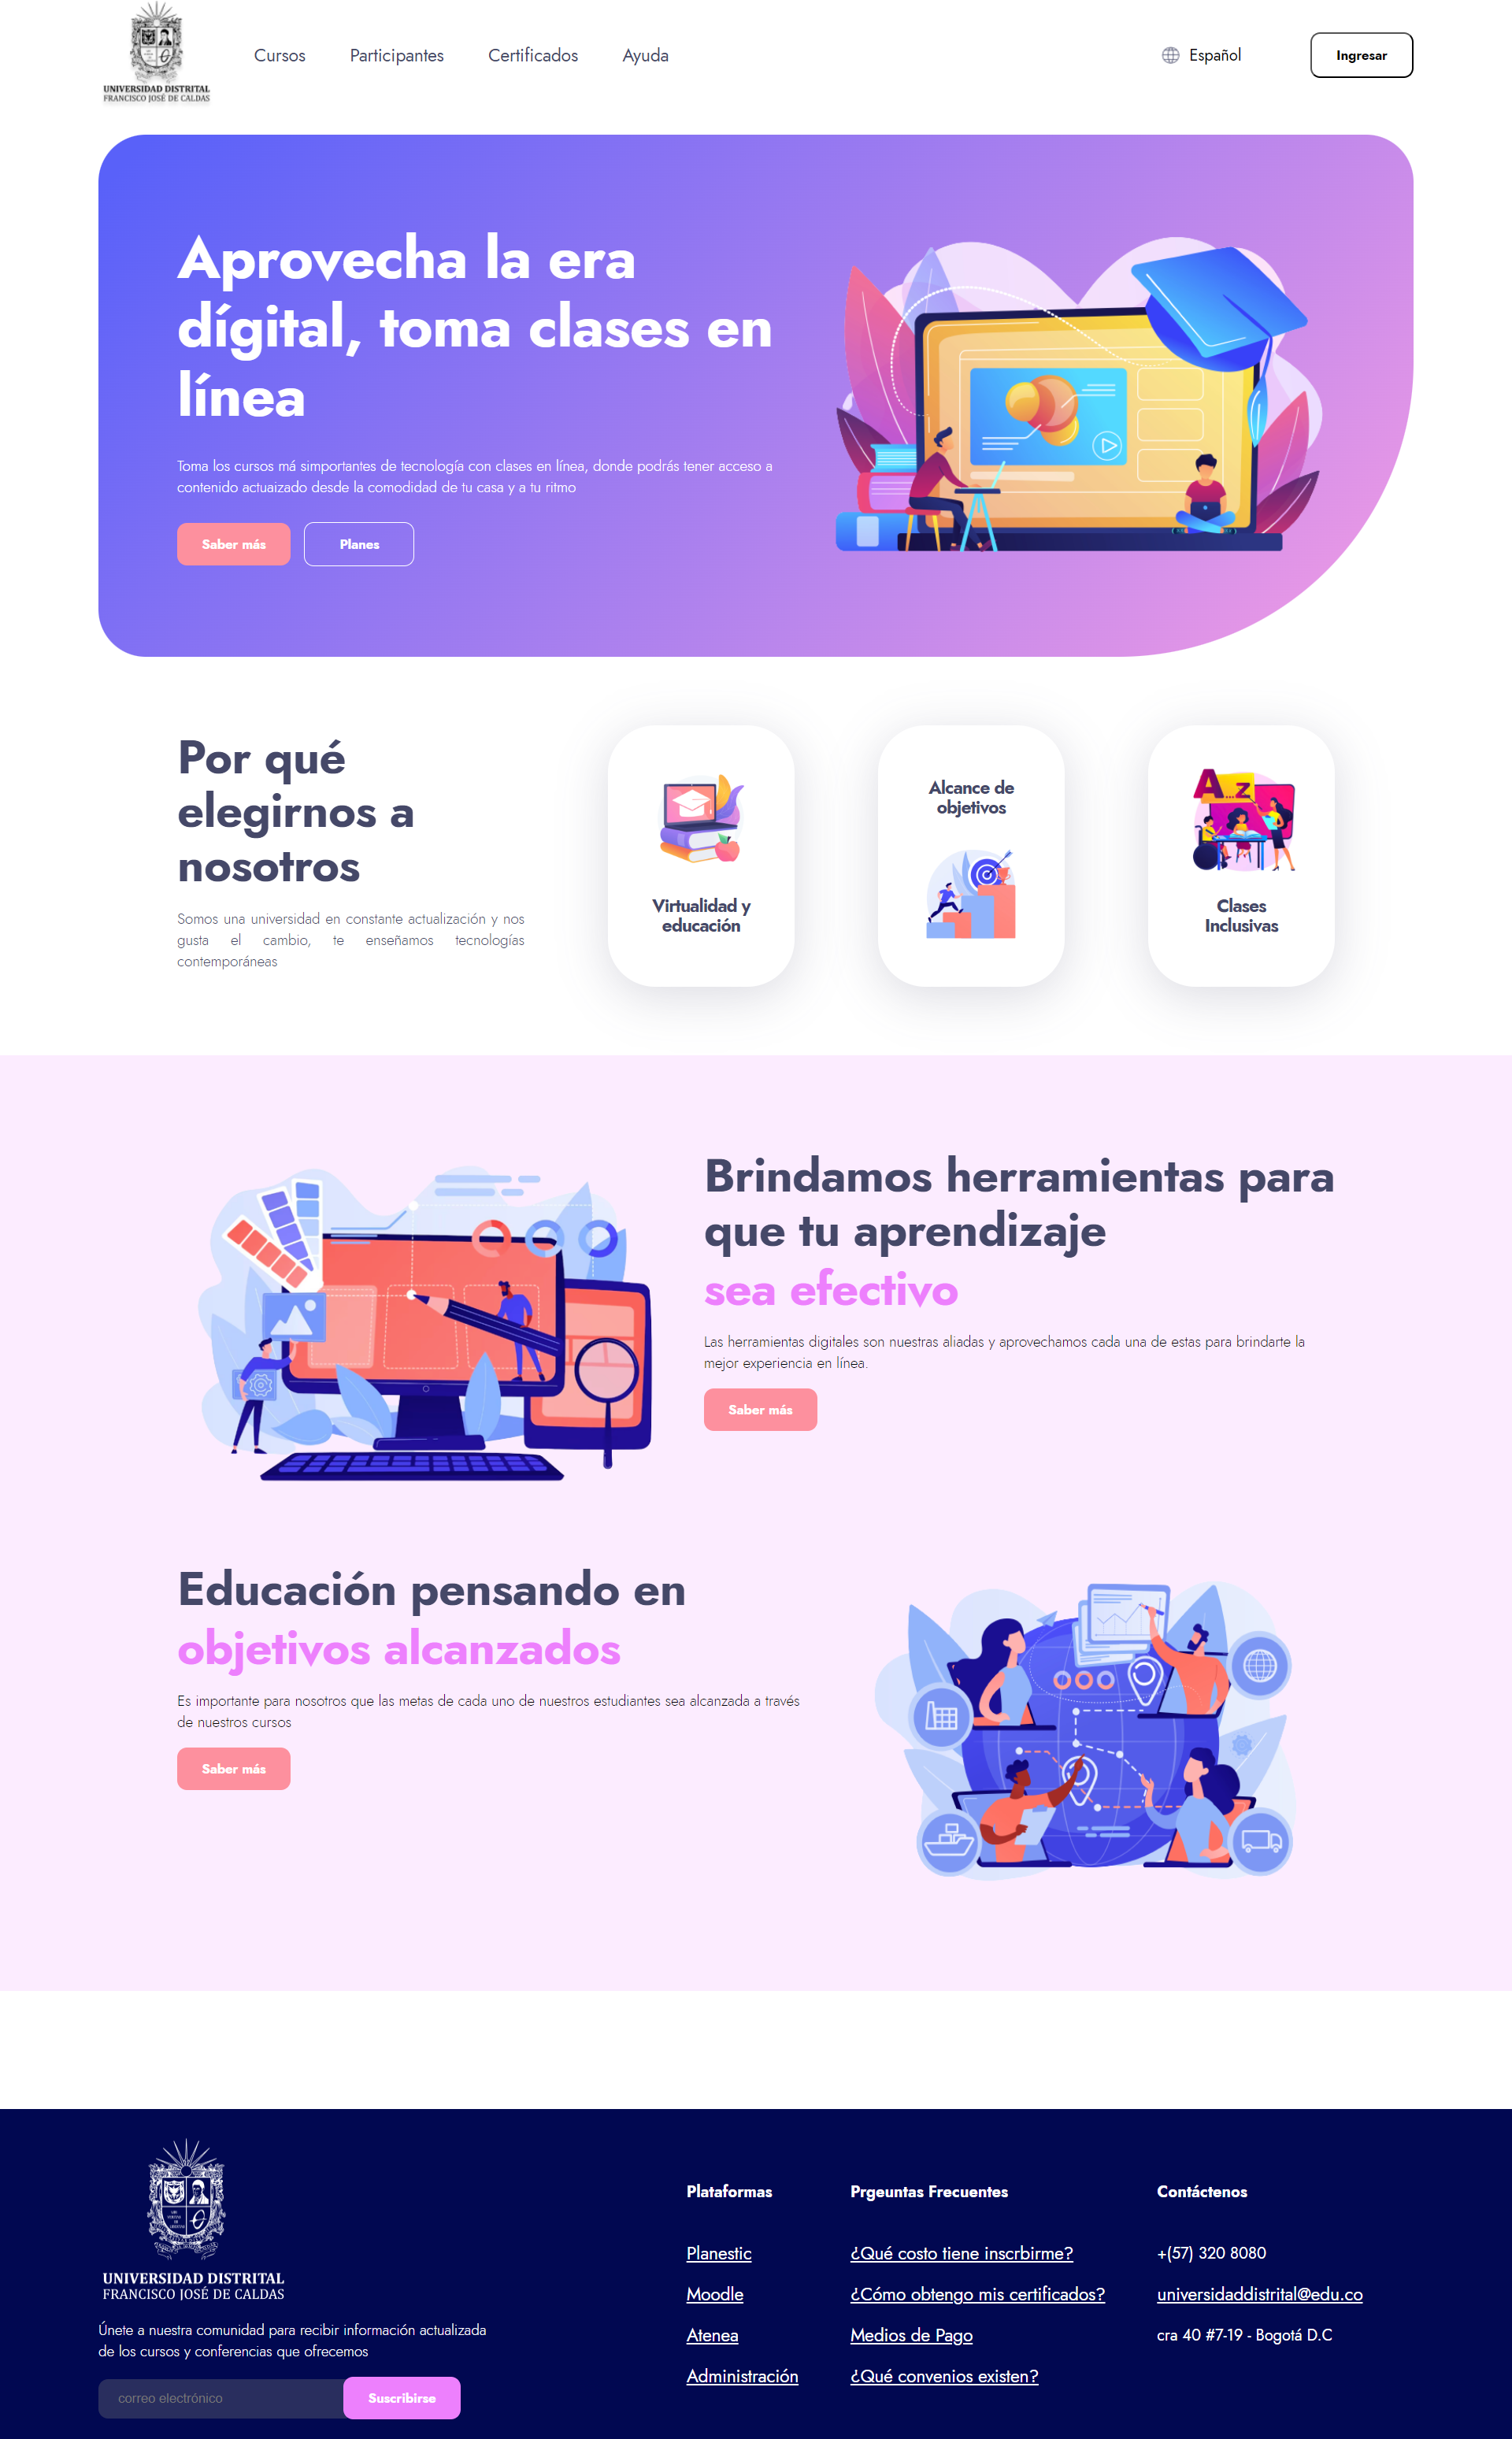 UNIVERSIDAD DISTRITAL
FRANCISCO JOSÉ DE CALDAS
Cursos
Participantes
Certificados
Ayuda
Español
Ingresar
Aprovecha la era
dígital, toma clases en
línea
Toma los cursos má simportantes de tecnología con clases en línea, donde podrás tener acceso a
contenido actuaizado desde la comodidad de tu casa y a tu ritmo
Saber más
Planes
Por qué
elegirnos a
nosotros
Somos una universidad en constante actualización y nos
gusta el cambio, te enseñamos tecnologías
contemporáneas
Virtualidad y
educación
Alcance de
objetivos
A...z
Clases
Inclusivas
Brindamos herramientas para
que tu aprendizaje
sea efectivo
Las herramientas digitales son nuestras aliadas y aprovechamos cada una de estas para brindarte la
mejor experiencia en línea.
Saber más
Educación pensando en
objetivos alcanzados
Es importante para nosotros que las metas de cada uno de nuestros estudiantes sea alcanzada a través
de nuestros cursos
Saber más
UNIVERSIDAD DISTRITAL
FRANCISCO JOSÉ DE CALDAS
Únete a nuestra comunidad para recibir información actualizada
de los cursos y conferencias que ofrecemos
correo electrónico
Suscribirse
Plataformas
Planestic
Moodle
Atenea
Administración
Prgeuntas Frecuentes
¿Qué costo tiene inscrbirme?
¿Cómo obtengo mis certificados?
Medios de Pago
¿Qué convenios existen?
Contáctenos
+(57) 320 8080
universidaddistrital@edu.co
cra 40 #7-19 - Bogotá D.C